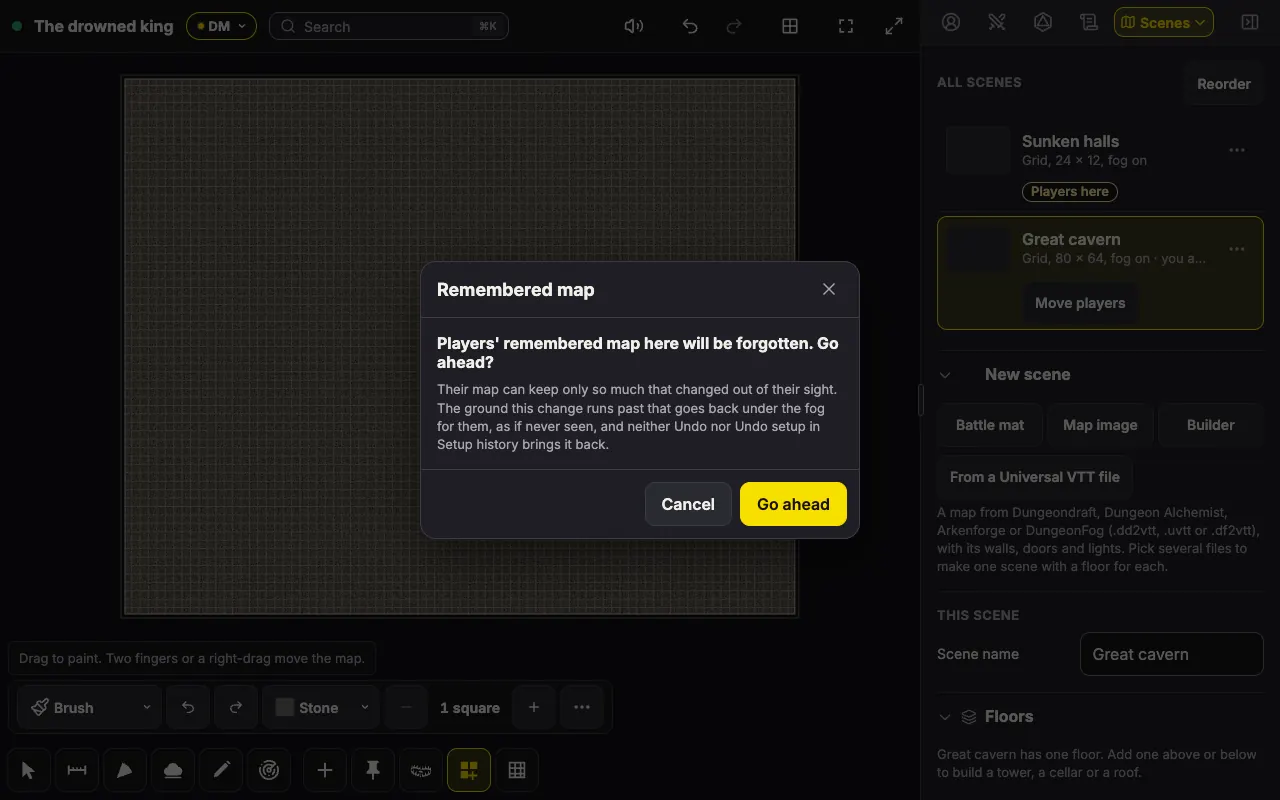 The drowned king
DM
Search
⌘K
Scenes
ALL SCENES
Reorder
Sunken halls
Grid, 24 × 12, fog on
Players here
Great cavern
Grid, 80 × 64, fog on · you a...
Move players
Remembered map
Players' remembered map here will be forgotten. Go
ahead?
Their map can keep only so much that changed out of their sight.
The ground this change runs past that goes back under the fog
for them, as if never seen, and neither Undo nor Undo setup in
Setup history brings it back.
Cancel
Go ahead
New scene
Battle mat
Map image
Builder
From a Universal VTT file
A map from Dungeondraft, Dungeon Alchemist,
Arkenforge or DungeonFog (.dd2vtt, .uvtt or .df2vtt),
with its walls, doors and lights. Pick several files to
make one scene with a floor for each.
THIS SCENE
Scene name
Great cavern
Floors
Great cavern has one floor. Add one above or below
to build a tower, a cellar or a roof.
Drag to paint. Two fingers or a right-drag move the map.
Brush
Stone
1 square